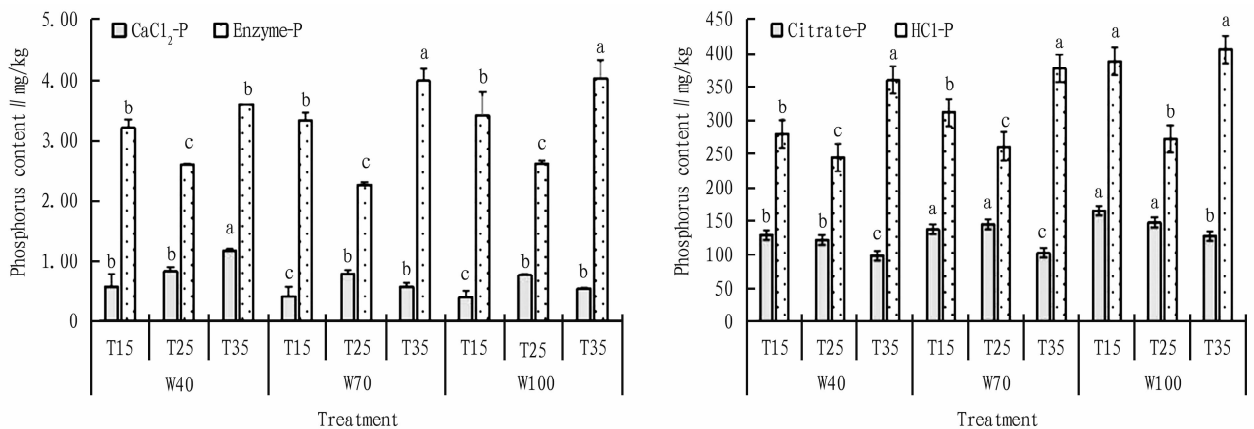 CaCl2-P Enzyme-P
Phosphorus content // mg/kg
5.00
4.00
3.00
2.00
1.00
0
b b b c a b c b b c a b c b b c b a
T15 T25 T35 T15 T25 T35 T15 T25 T35
W40 W70 W100
Treatment
Citrate-P HCl-P
Phosphorus content // mg/kg
450
400
350
300
250
200
150
100
50
0
b b b c c a a b a c c a a a a b b a
T15 T25 T35 T15 T25 T35 T15 T25 T35
W40 W70 W100
Treatment